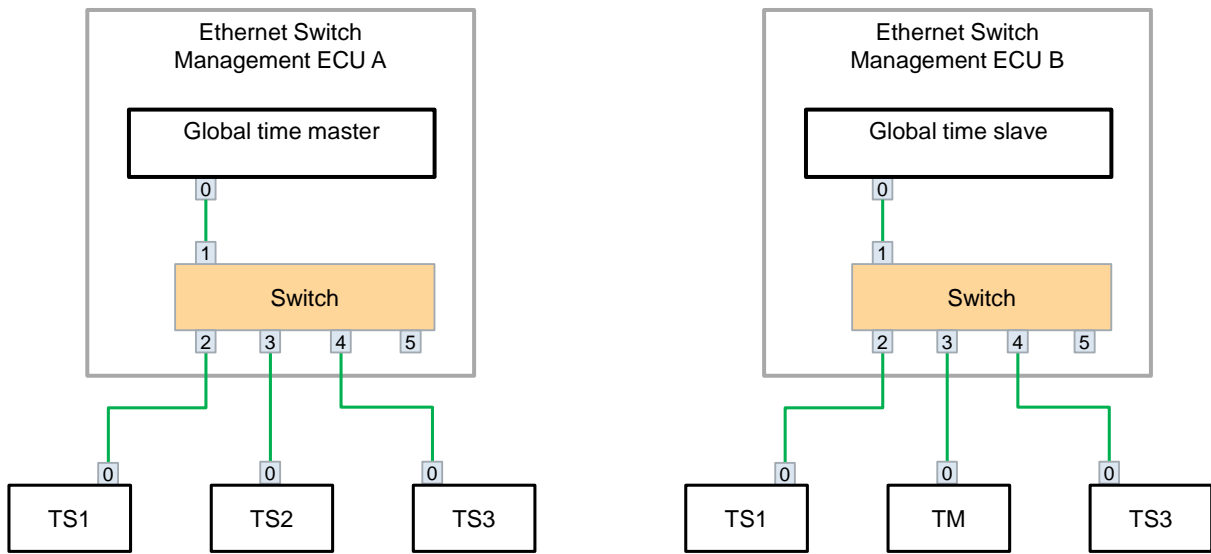 Ethernet Switch
Management ECU A
Global time master
0
1
Switch
2 3 4 5
0 0 0
TS1 TS2 TS3
Ethernet Switch
Management ECU B
Global time slave
0
1
Switch
2 3 4 5
0 0 0
TS1 TM TS3